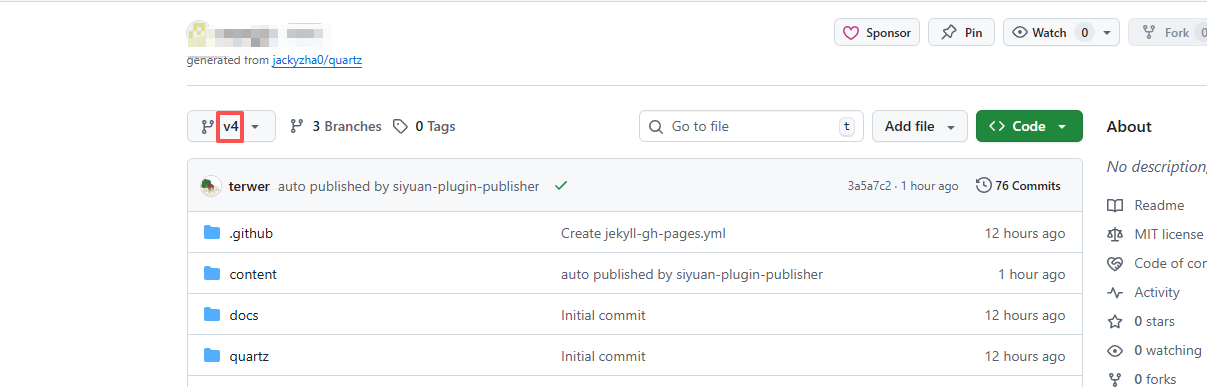 Sponsor Pin Watch 0 Fork 0
generated from jackyzha0/quartz
v4 3 Branches 0 Tags Go to file t Add file Code
About
No description,
terwer auto published by siyuan-plugin-publisher 3a5a7c2 · 1 hour ago 76 Commits
Readme
.github Create jekyll-gh-pages.yml 12 hours ago
MIT license
content auto published by siyuan-plugin-publisher 1 hour ago
Code of cor
Activity
docs Initial commit 12 hours ago
0 stars
0 watching
quartz Initial commit 12 hours ago
0 forks